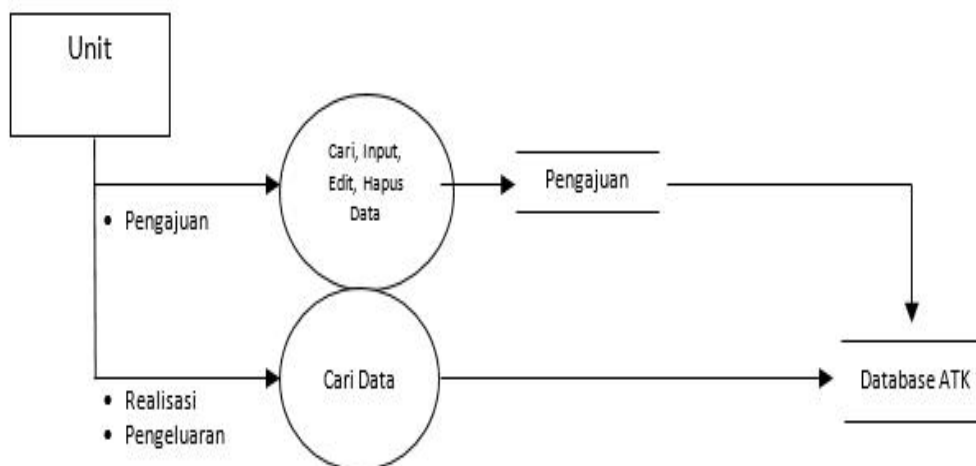 Unit
Cari, Input,
Edit, Hapus
Data
Pengajuan
• Pengajuan
Cari Data
Database ATK
• Realisasi
• Pengeluaran